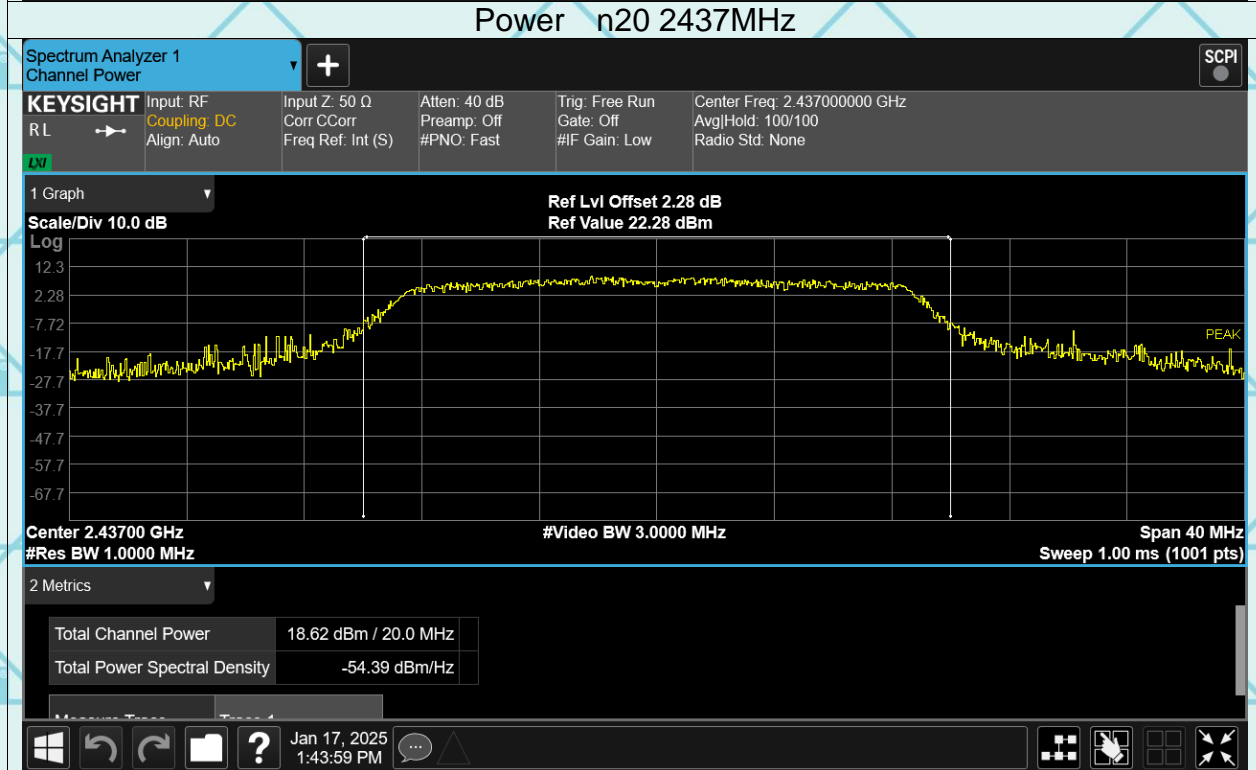 Power n20 2437MHz
Spectrum Analyzer 1
Channel Power
SCPI
KEYSIGHT
RL
LXI
Input: RF
Coupling: DC
Align: Auto
Input Z: 50 Ω
Corr CCorr
Freq Ref: Int (S)
Atten: 40 dB
Preamp: Off
#PNO: Fast
Trig: Free Run
Gate: Off
#IF Gain: Low
Center Freq: 2.437000000 GHz
Avg|Hold: 100/100
Radio Std: None
1 Graph
Ref Lvl Offset 2.28 dB
Scale/Div 10.0 dB
Ref Value 22.28 dBm
Log
12.3
2.28
-7.72
-17.7
-27.7
-37.7
-47.7
-57.7
-67.7
PEAK
Center 2.43700 GHz
#Video BW 3.0000 MHz
Span 40 MHz
#Res BW 1.0000 MHz
Sweep 1.00 ms (1001 pts)
2 Metrics
Total Channel Power 18.62 dBm / 20.0 MHz
Total Power Spectral Density -54.39 dBm/Hz
Measure Trace Trace 1
?
Jan 17, 2025
1:43:59 PM